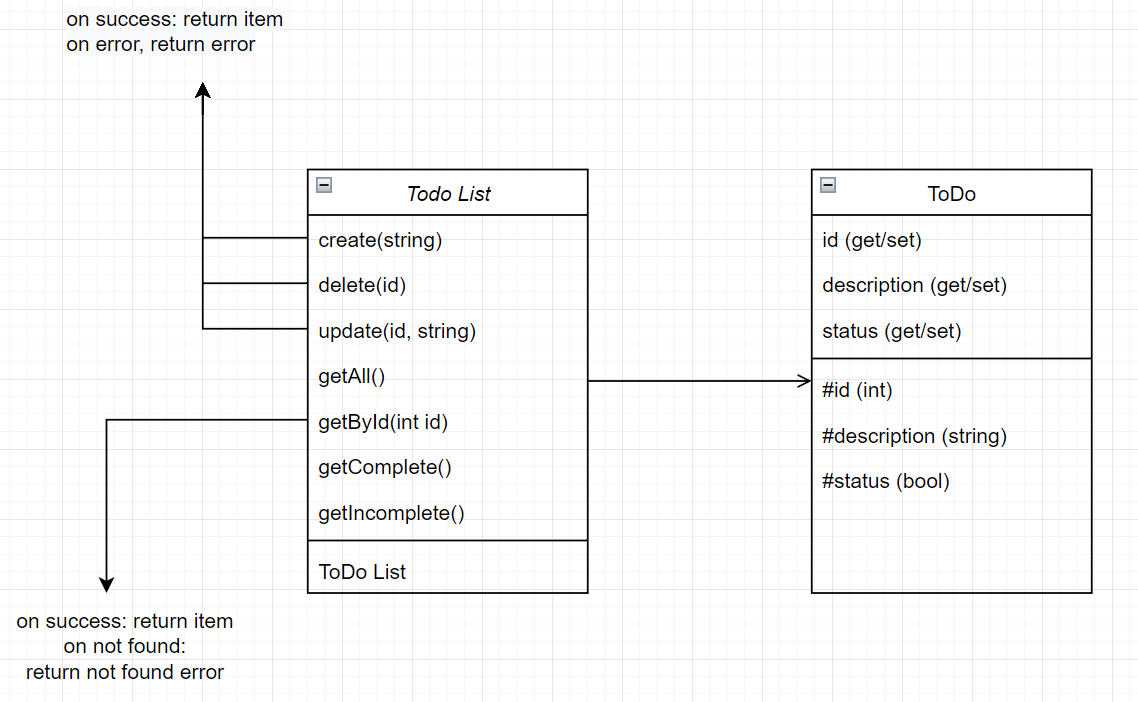 on success: return item
on error, return error
Todo List
create(string)
delete(id)
update(id, string)
getAll()
getById(int id)
getComplete()
getIncomplete()
ToDo List
ToDo
id (get/set)
description (get/set)
status (get/set)
#id (int)
#description (string)
#status (bool)
on success: return item
on not found:
return not found error